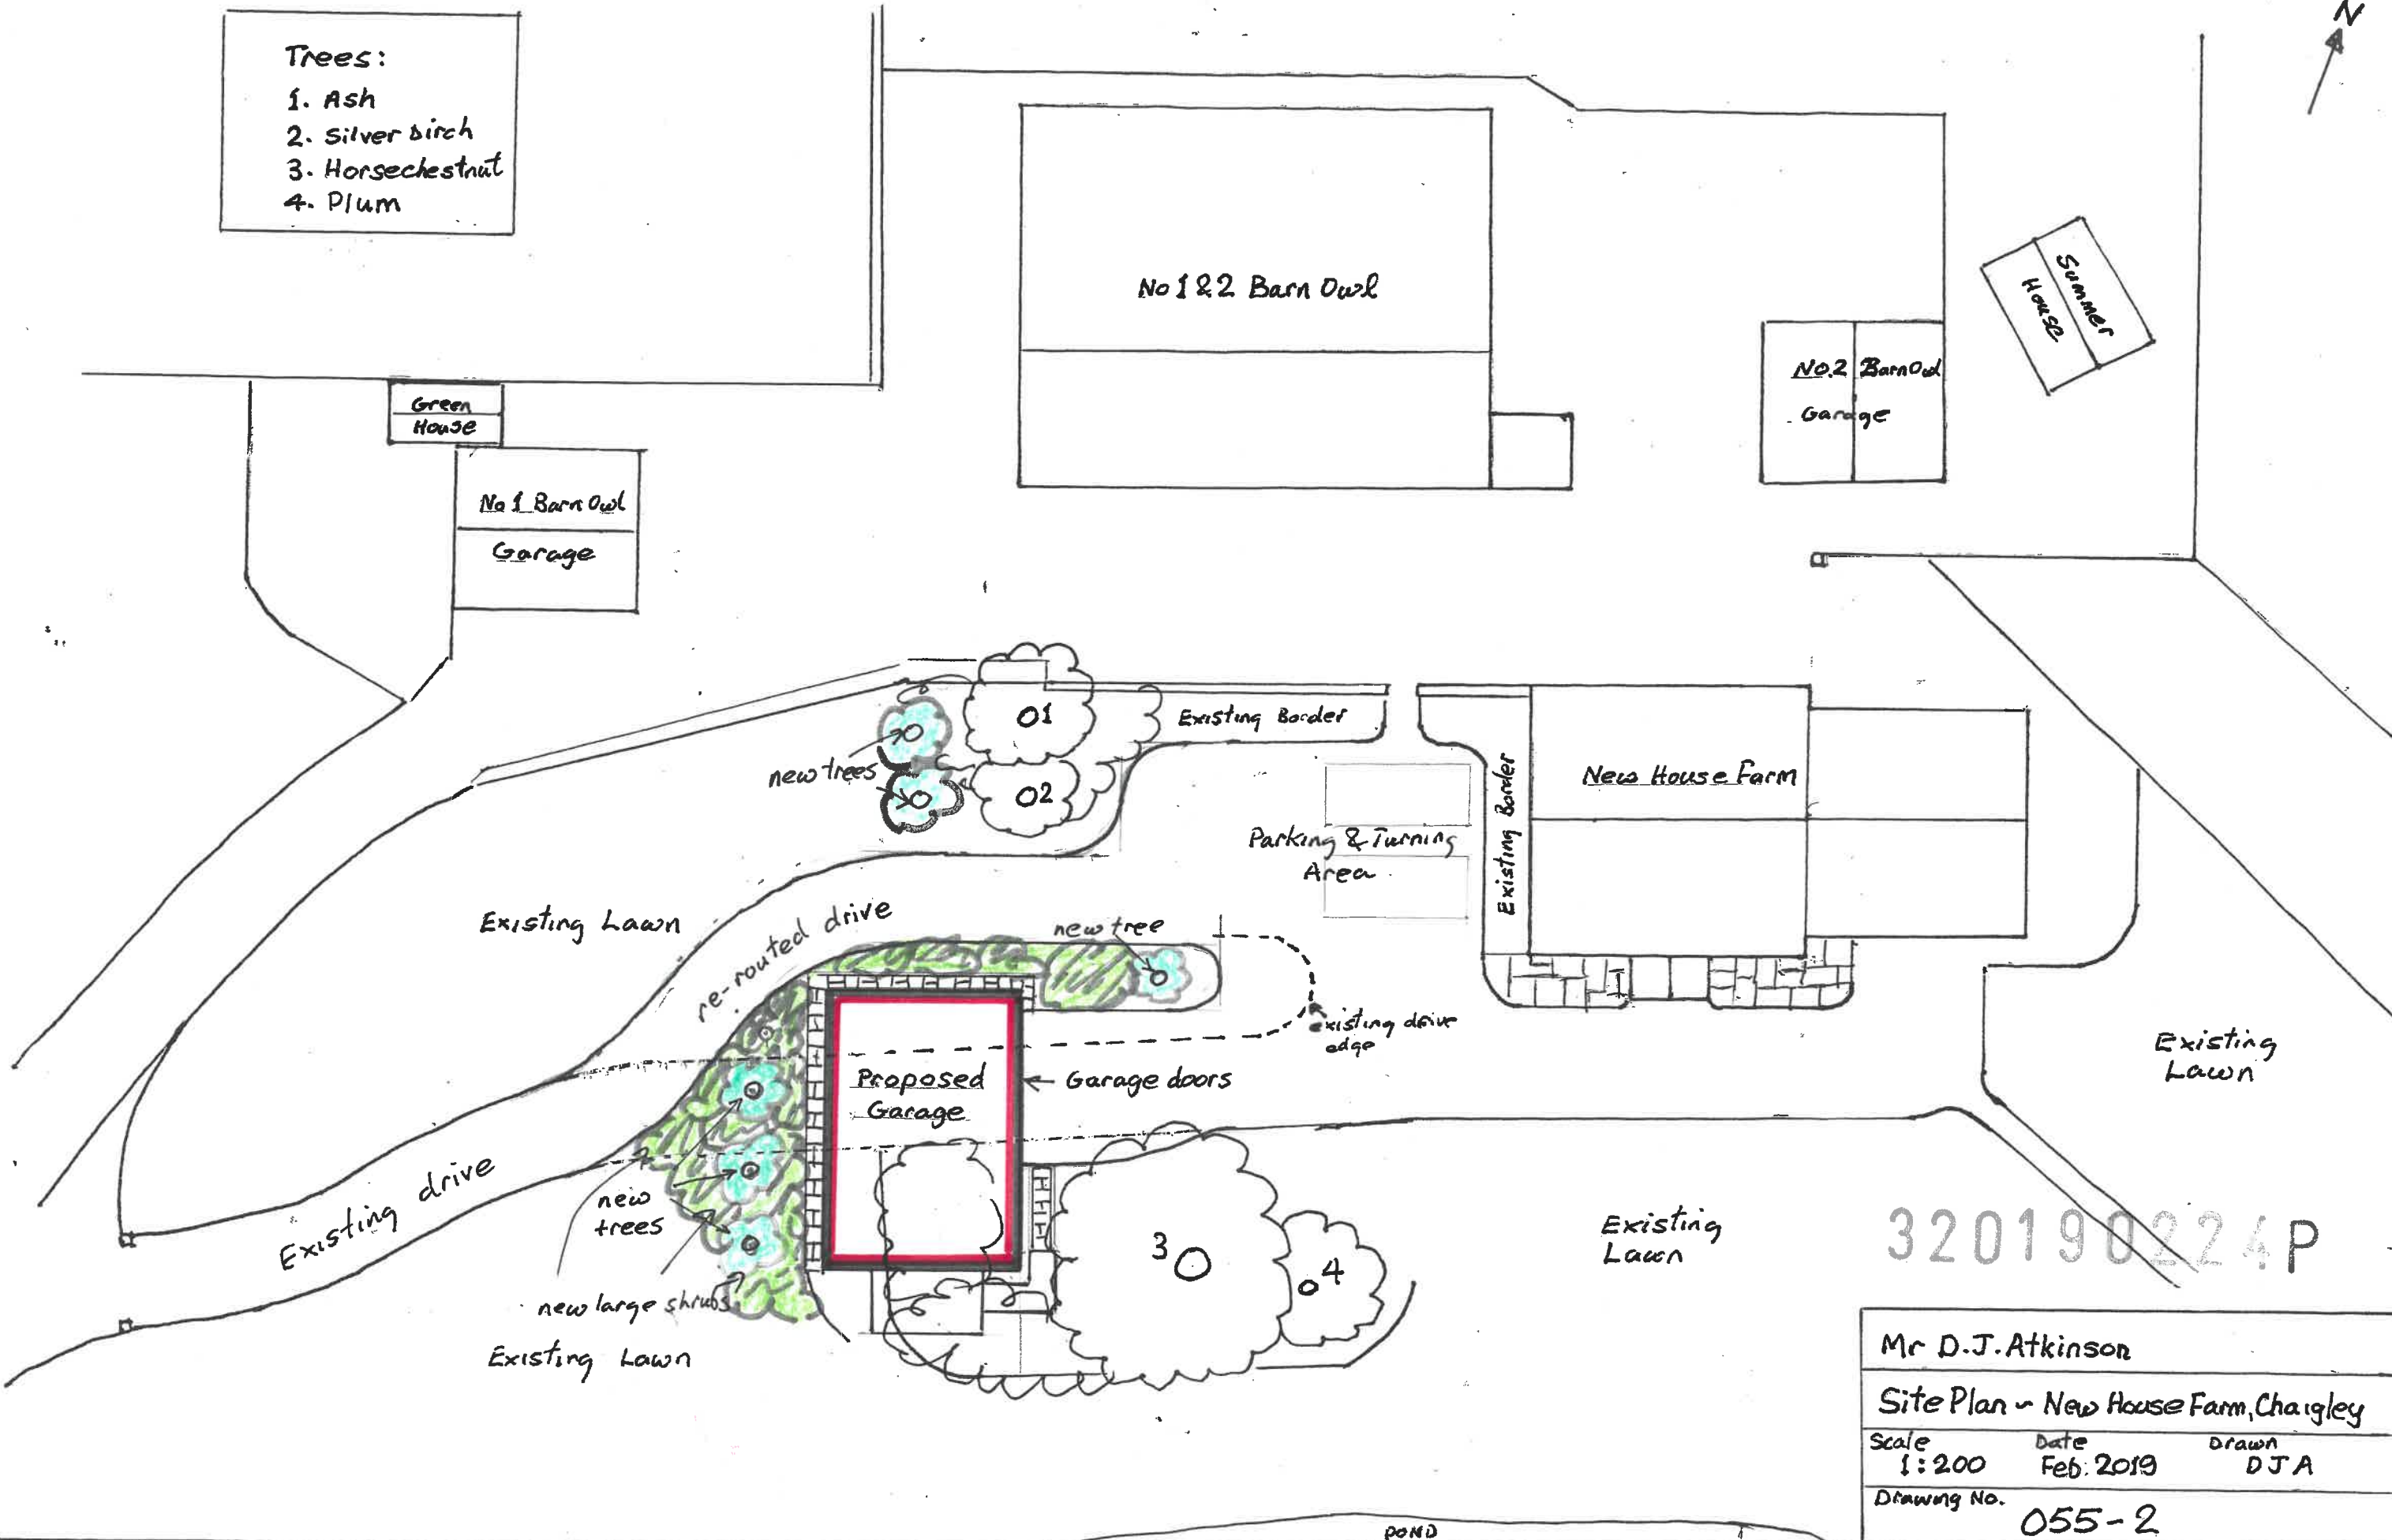 N
Trees:
1. Ash
2. Silver birch
3. Horsechestnut
4. Plum
No 1 & 2 Barn Owl
Summer
House
No.2 Barn Owl
Garage
Green
House
No 1 Barn Owl
Garage
O1
Existing Border
new trees
O2
New House Farm
Existing Border
Parking & Turning
Area
Existing Lawn
re-routed drive
new tree
existing drive
edge
Existing
Lawn
Proposed
Garage
Garage doors
Existing drive
new
trees
3
4
Existing
Lawn
320190224P
new large shrubs
Existing Lawn
Mr D.J. Atkinson
Site Plan ~ New House Farm, Chaigley
Scale
1:200
Date
Feb. 2019
Drawn
DJA
Drawing No.
055-2
POND